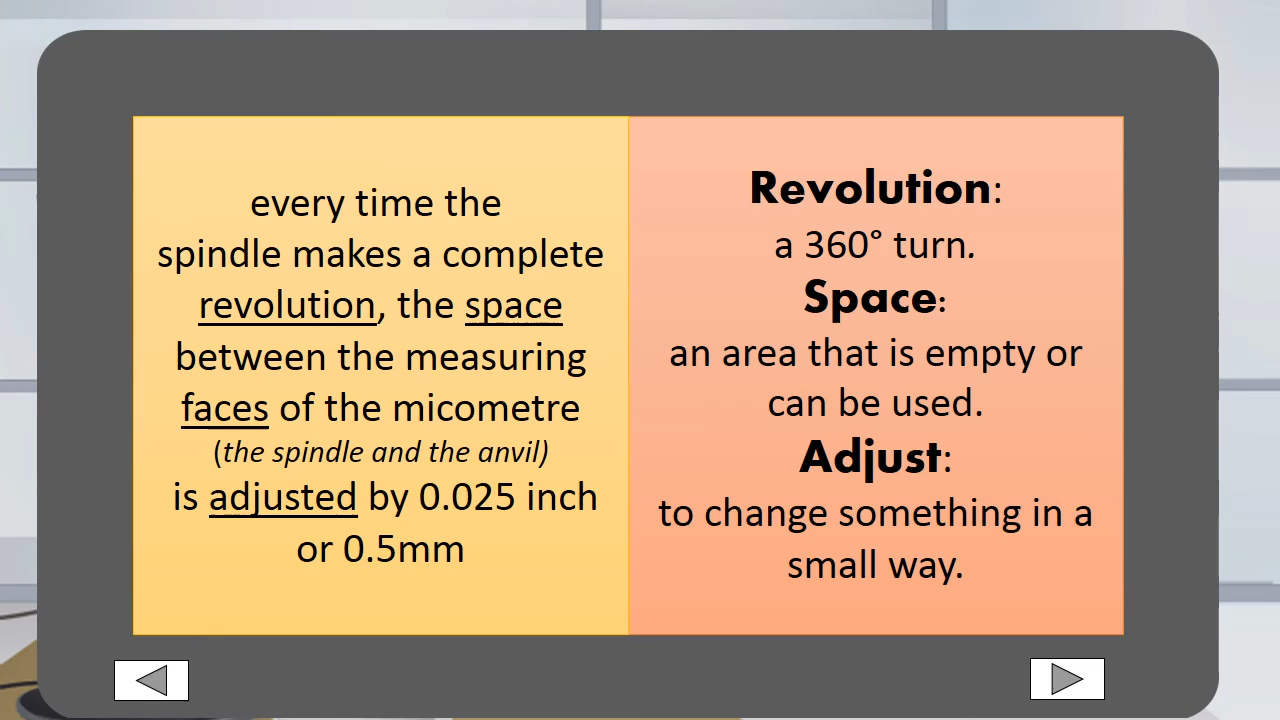 every time the
spindle makes a complete
revolution, the space
between the measuring
faces of the micometre
(the spindle and the anvil)
is adjusted by 0.025 inch
or 0.5mm
Revolution:
a 360° turn.
Space:
an area that is empty or
can be used.
Adjust:
to change something in a
small way.